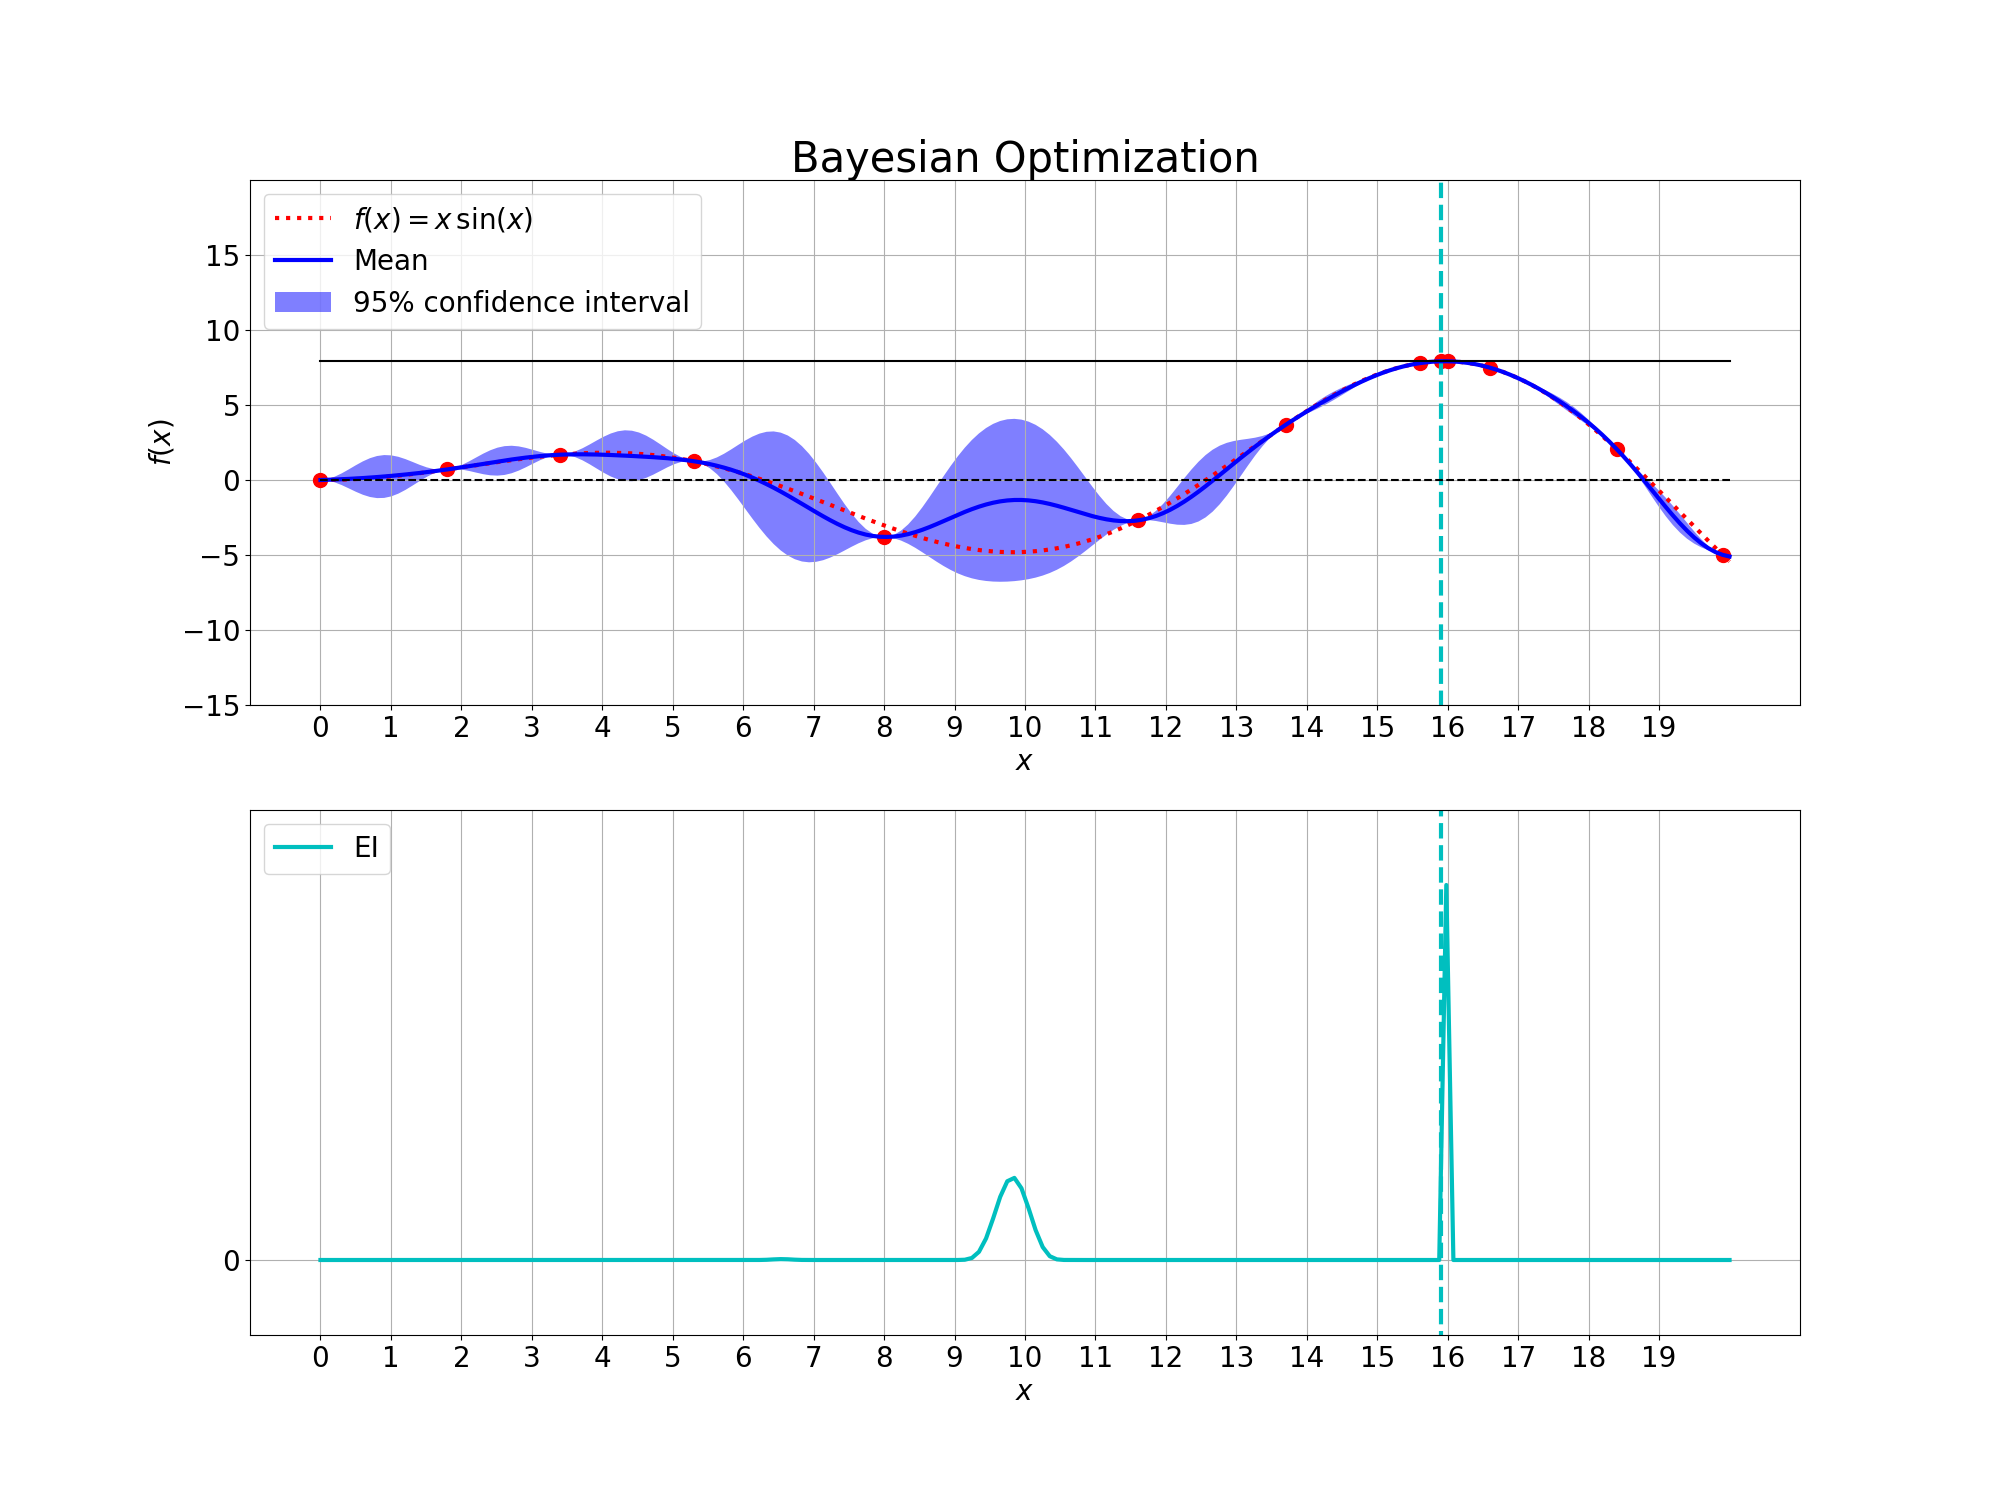 Bayesian Optimization
f(x) = x sin(x)
Mean
95% confidence interval
15
10
5
0
−5
−10
−15
f(x)
0 1 2 3 4 5 6 7 8 9 10 11 12 13 14 15 16 17 18 19
x
EI
0
0 1 2 3 4 5 6 7 8 9 10 11 12 13 14 15 16 17 18 19
x